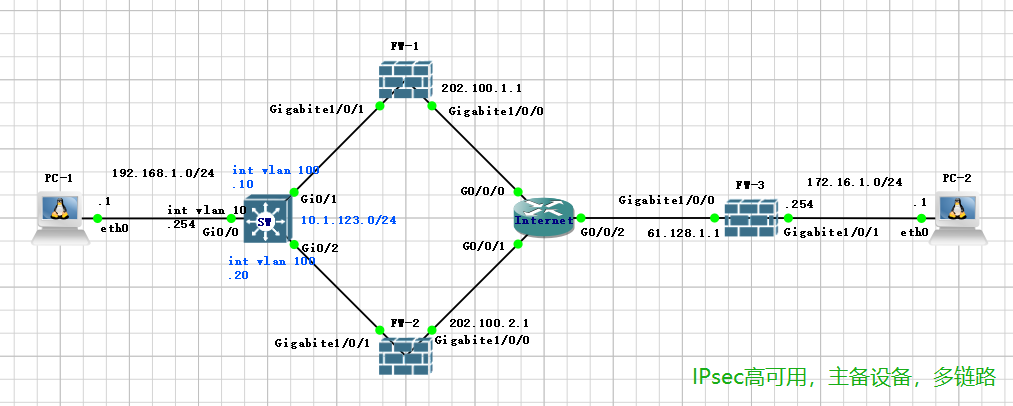 FW-1
202.100.1.1
Gigabite1/0/1
Gigabite1/0/0
PC-1
192.168.1.0/24
int vlan 100
.10
.1
eth0
int vlan 10
.254
Gi0/0
Gi0/1
SW
10.1.123.0/24
Gi0/2
int vlan 100
.20
G0/0/0
Internet
G0/0/1
G0/0/2
Gigabite1/0/0
61.128.1.1
FW-3
172.16.1.0/24
.254
Gigabite1/0/1
.1
eth0
PC-2
FW-2
202.100.2.1
Gigabite1/0/1
Gigabite1/0/0
IPsec高可用，主备设备，多链路